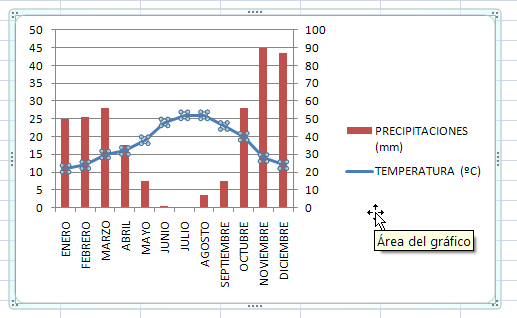 50
45
40
35
30
25
20
15
10
5
0
100
90
80
70
60
50
40
30
20
10
0
ENERO
FEBRERO
MARZO
ABRIL
MAYO
JUNIO
JULIO
AGOSTO
SEPTIEMBRE
OCTUBRE
NOVIEMBRE
DICIEMBRE
PRECIPITACIONES
(mm)
TEMPERATURA (ºC)
Área del gráfico